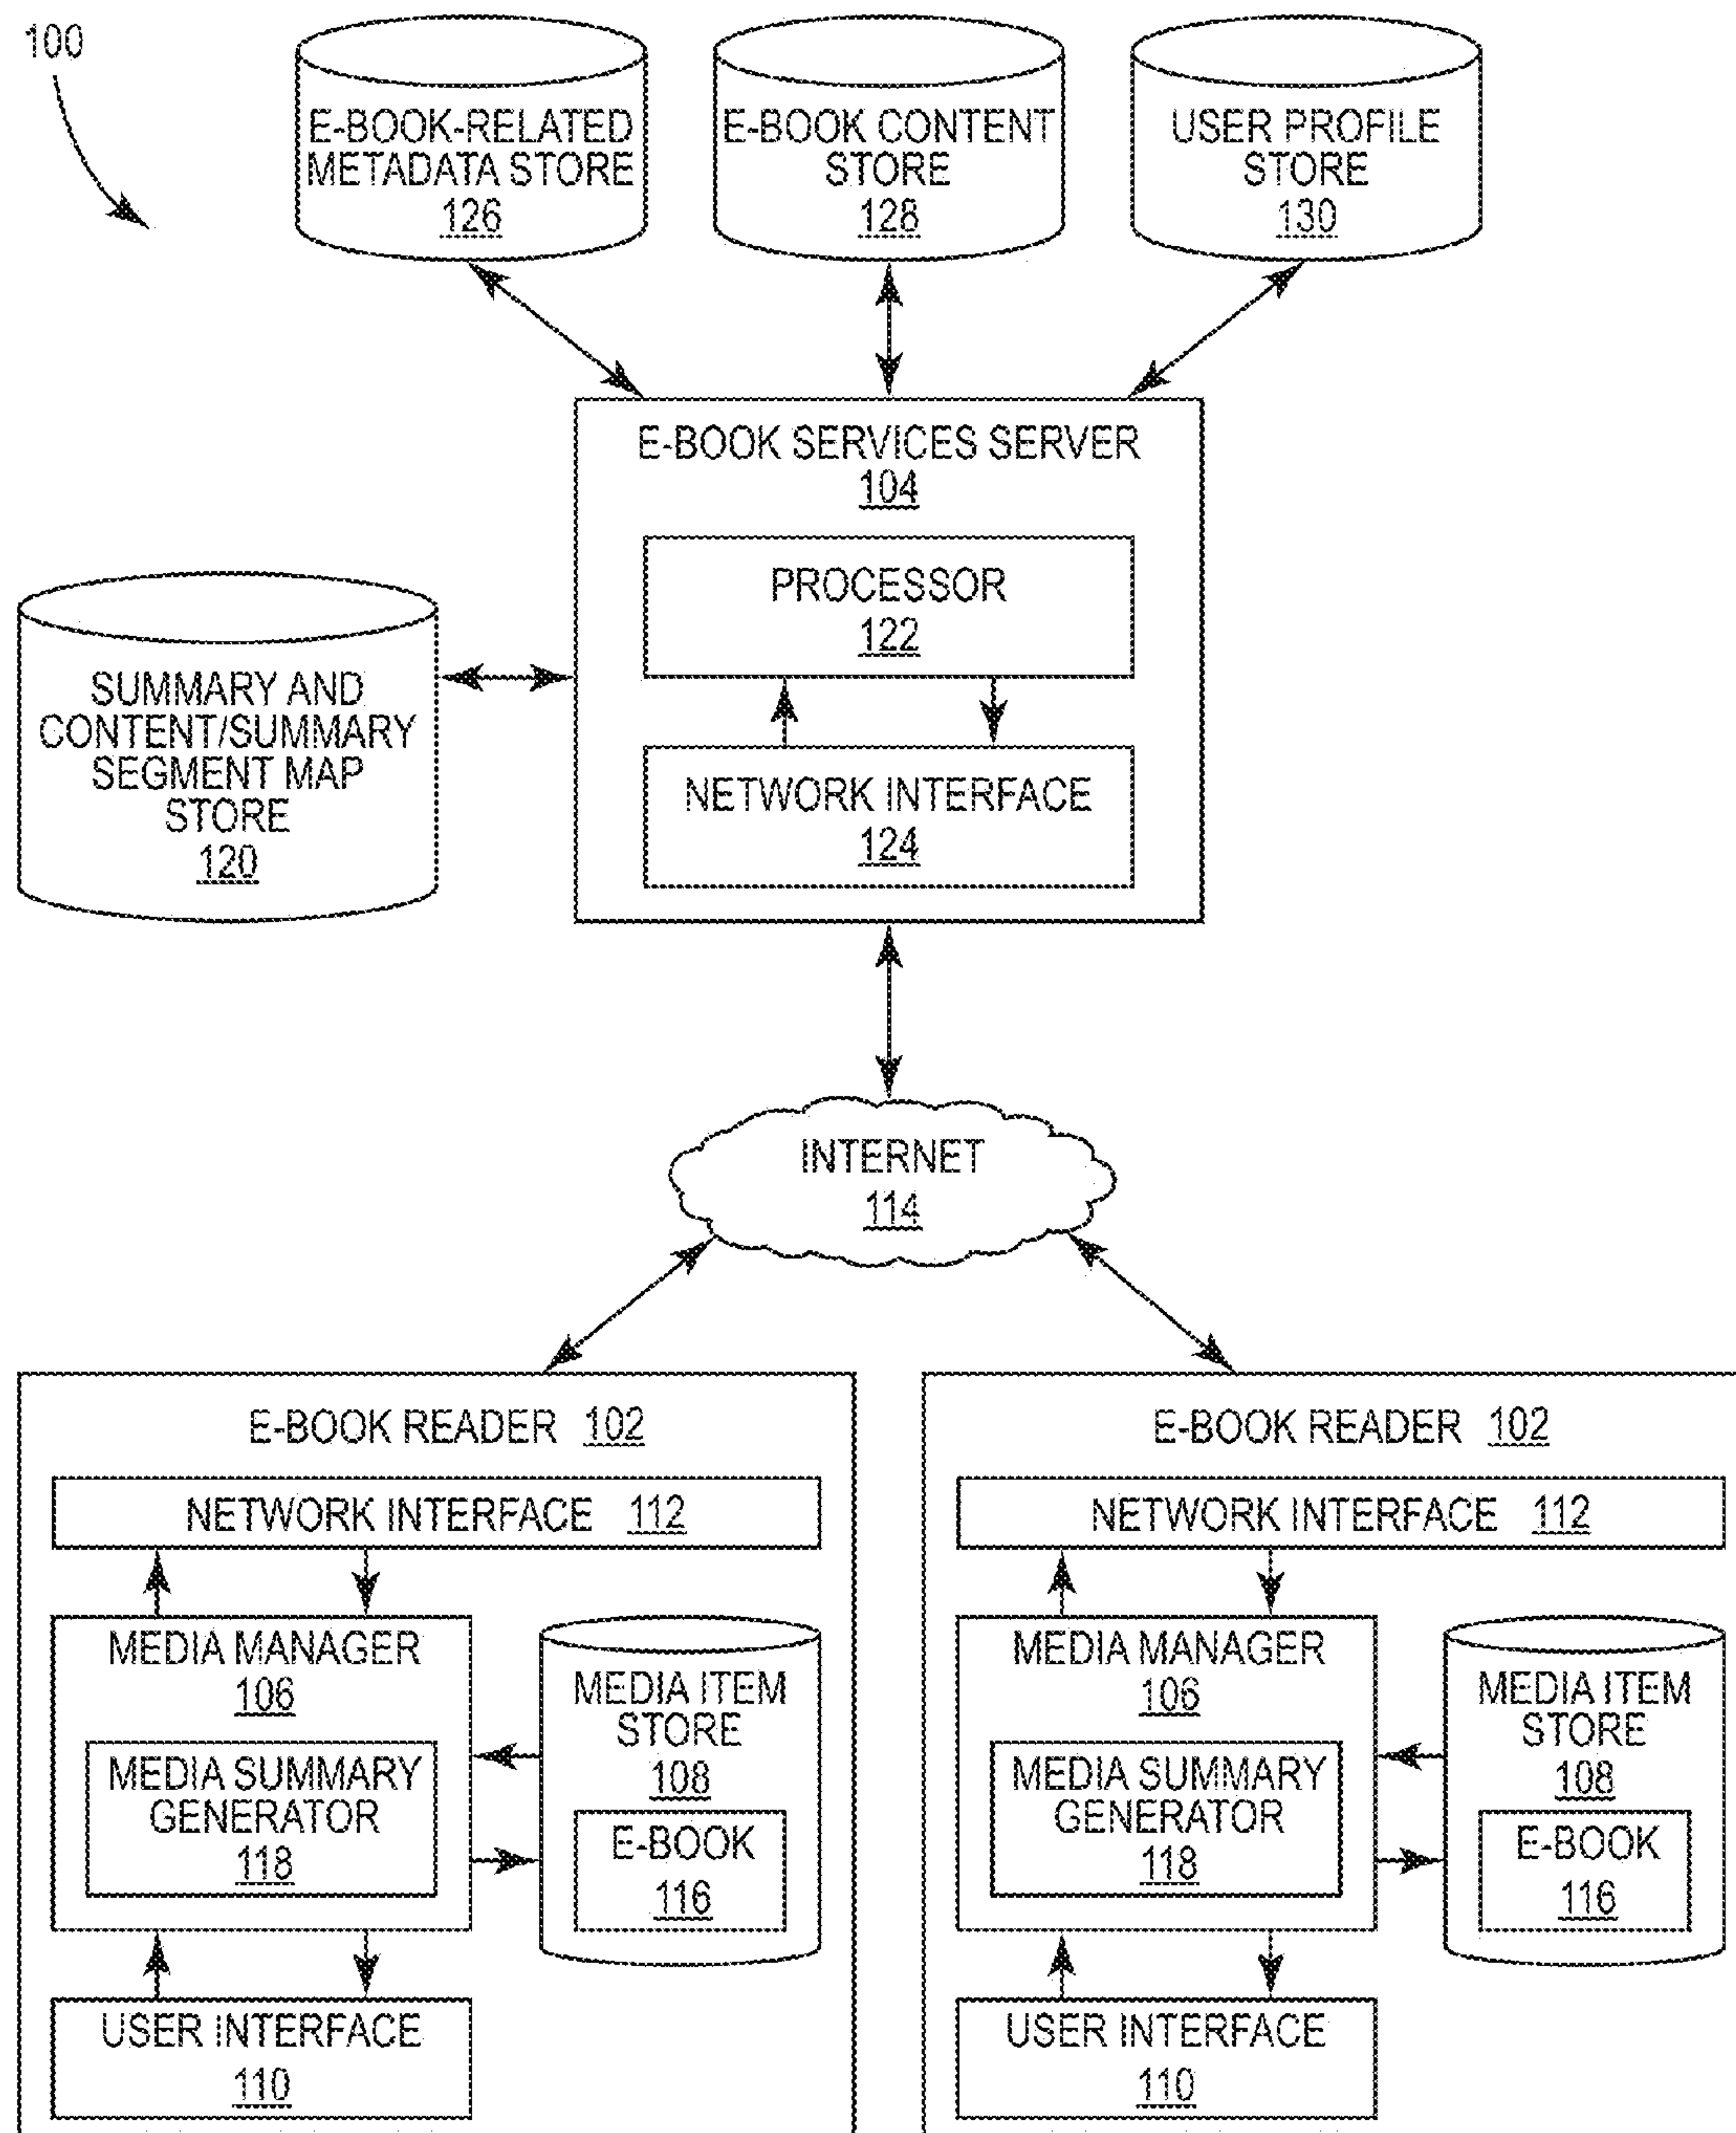 100
E-BOOK-RELATED
METADATA STORE
126
E-BOOK CONTENT
STORE
128
USER PROFILE
STORE
130
E-BOOK SERVICES SERVER
104
PROCESSOR
122
NETWORK INTERFACE
124
SUMMARY AND
CONTENT/SUMMARY
SEGMENT MAP
STORE
120
INTERNET
114
E-BOOK READER 102
NETWORK INTERFACE 112
MEDIA MANAGER
106
MEDIA SUMMARY
GENERATOR
118
MEDIA ITEM
STORE
108
E-BOOK
116
USER INTERFACE
110
E-BOOK READER 102
NETWORK INTERFACE 112
MEDIA MANAGER
106
MEDIA SUMMARY
GENERATOR
118
MEDIA ITEM
STORE
108
E-BOOK
116
USER INTERFACE
110